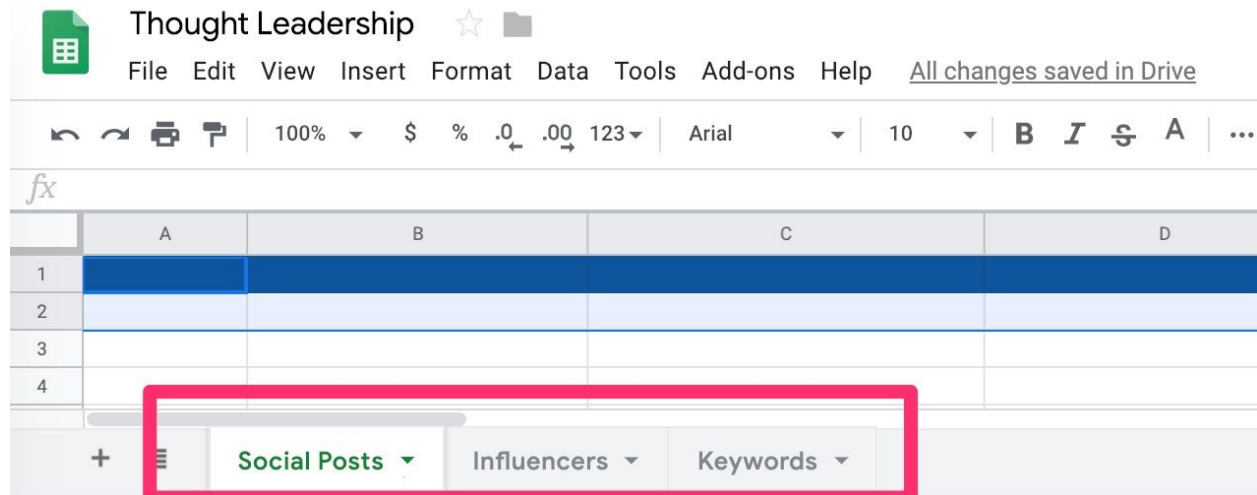 Thought Leadership
File Edit View Insert Format Data Tools Add-ons Help All changes saved in Drive
100% $ % .0 .00 123 Arial 10 B I S A ...
fx
A B C D
1
2
3
4
+ Social Posts Influencers Keywords